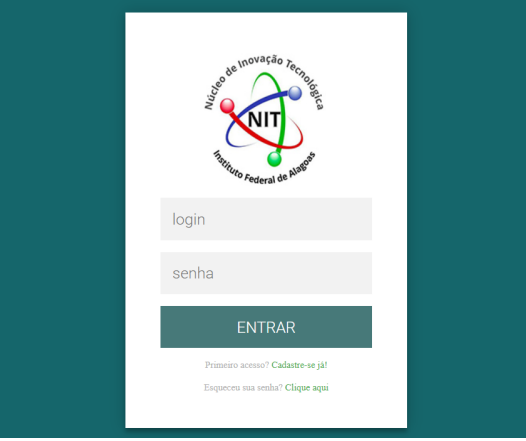 Núcleo de Inovação Tecnológica
NIT
Instituto Federal de Alagoas
login
senha
ENTRAR
Primeiro acesso? Cadastre-se já!
Esqueceu sua senha? Clique aqui